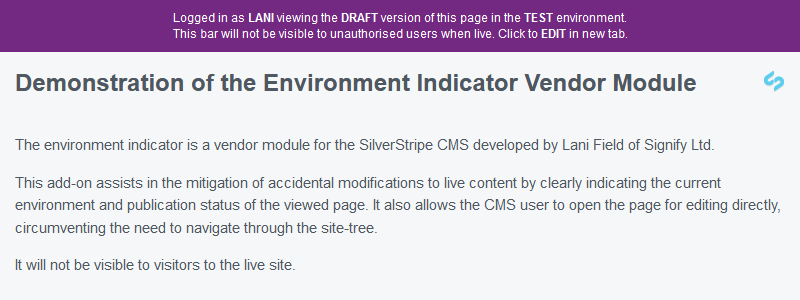 Logged in as LANI viewing the DRAFT version of this page in the TEST environment.
This bar will not be visible to unauthorised users when live. Click to EDIT in new tab.
Demonstration of the Environment Indicator Vendor Module
The environment indicator is a vendor module for the SilverStripe CMS developed by Lani Field of Signify Ltd.
This add-on assists in the mitigation of accidental modifications to live content by clearly indicating the current
environment and publication status of the viewed page. It also allows the CMS user to open the page for editing directly,
circumventing the need to navigate through the site-tree.
It will not be visible to visitors to the live site.